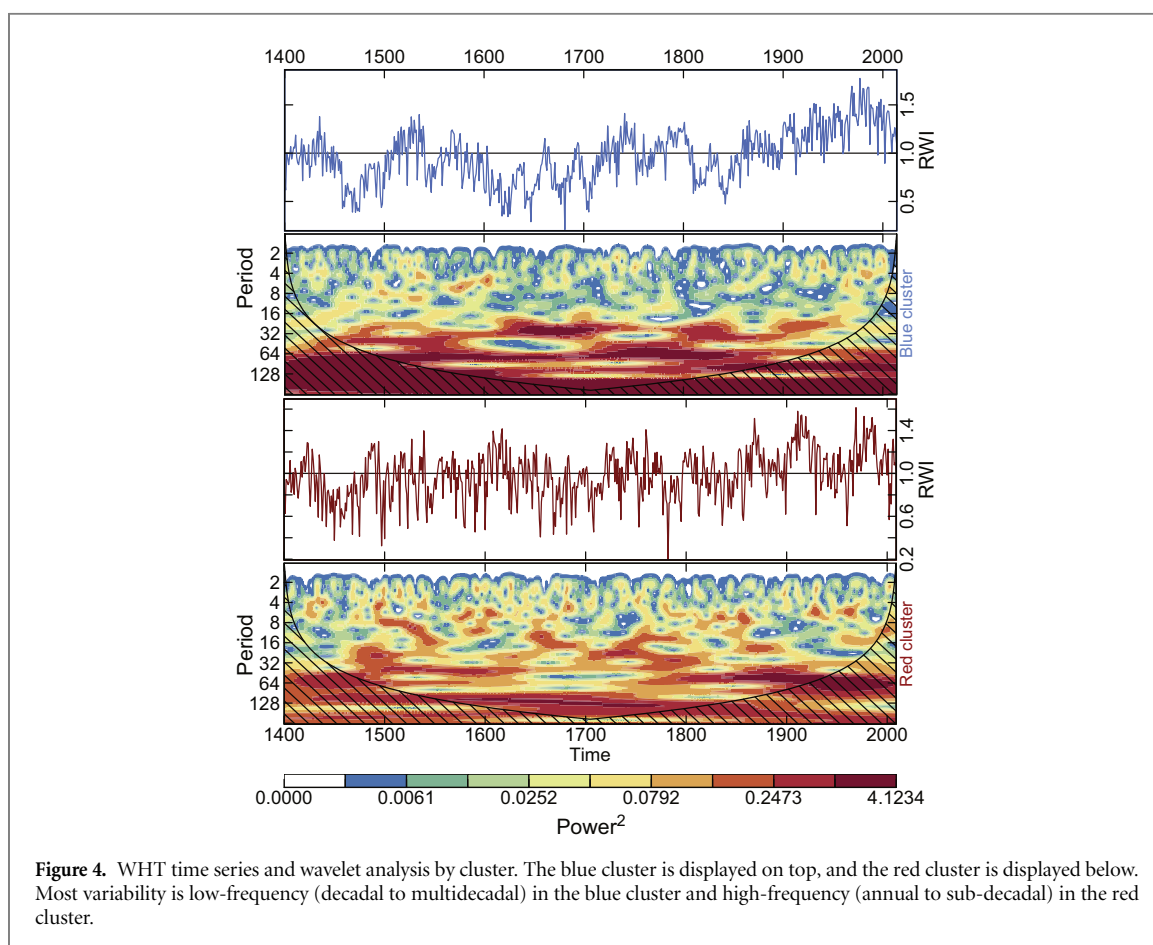 1400 1500 1600 1700 1800 1900 2000
0.5 1.0 1.5
RWI
Period
2
4
8
16
32
64
128
Blue cluster
0.2 0.6 1.0 1.4
RWI
Period
2
4
8
16
32
64
128
Red cluster
1400 1500 1600 1700 1800 1900 2000
Time
0.0000 0.0061 0.0252 0.0792 0.2473 4.1234
Power²
Figure 4. WHT time series and wavelet analysis by cluster. The blue cluster is displayed on top, and the red cluster is displayed below.
Most variability is low-frequency (decadal to multidecadal) in the blue cluster and high-frequency (annual to sub-decadal) in the red
cluster.